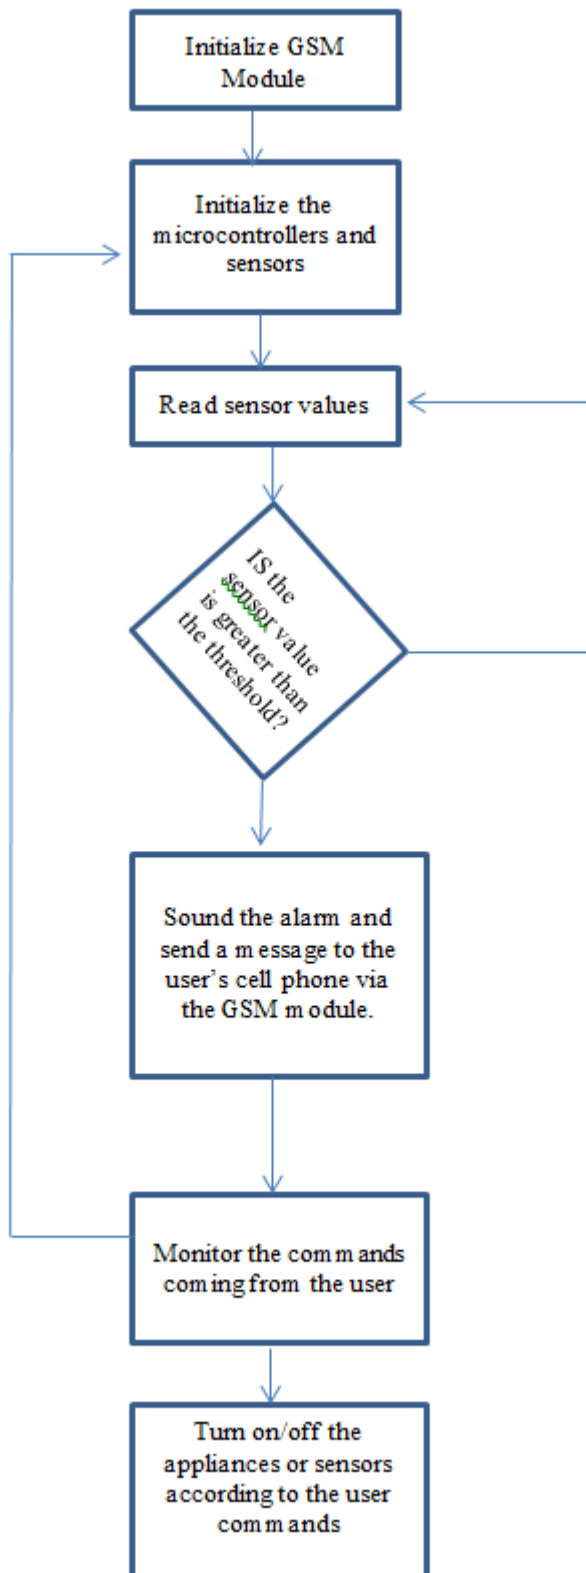 Initialize GSM
Module
Initialize the
microcontrollers and
sensors
Read sensor values
IS the
sensor value
is greater than
the threshold?
Sound the alarm and
send a message to the
user’s cell phone via
the GSM module.
Monitor the commands
coming from the user
Turn on/off the
appliances or sensors
according to the user
commands